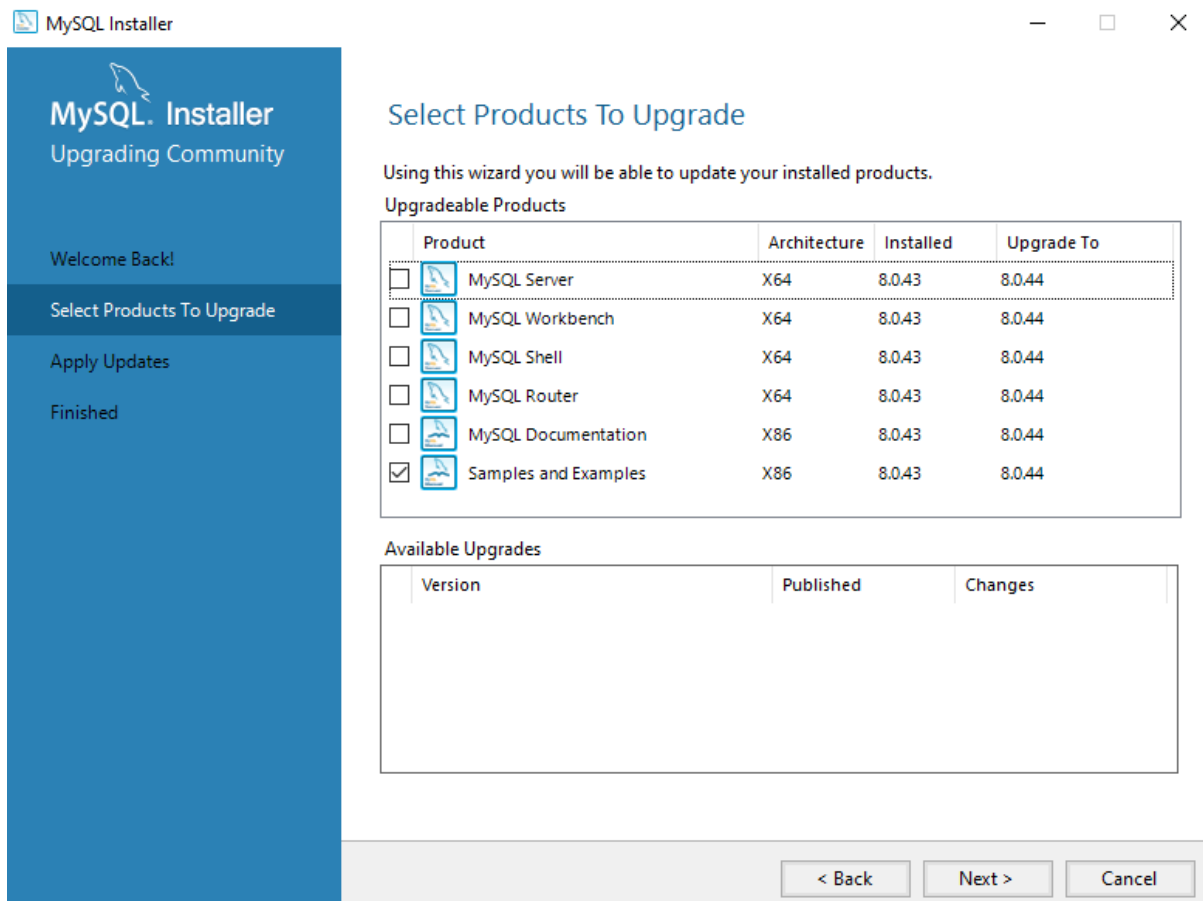 MySQL Installer
MySQL. Installer
Upgrading Community
Welcome Back!
Select Products To Upgrade
Apply Updates
Finished
Select Products To Upgrade
Using this wizard you will be able to update your installed products.
Upgradeable Products
Product Architecture Installed Upgrade To
MySQL Server X64 8.0.43 8.0.44
MySQL Workbench X64 8.0.43 8.0.44
MySQL Shell X64 8.0.43 8.0.44
MySQL Router X64 8.0.43 8.0.44
MySQL Documentation X86 8.0.43 8.0.44
Samples and Examples X86 8.0.43 8.0.44
Available Upgrades
Version Published Changes
< Back Next > Cancel